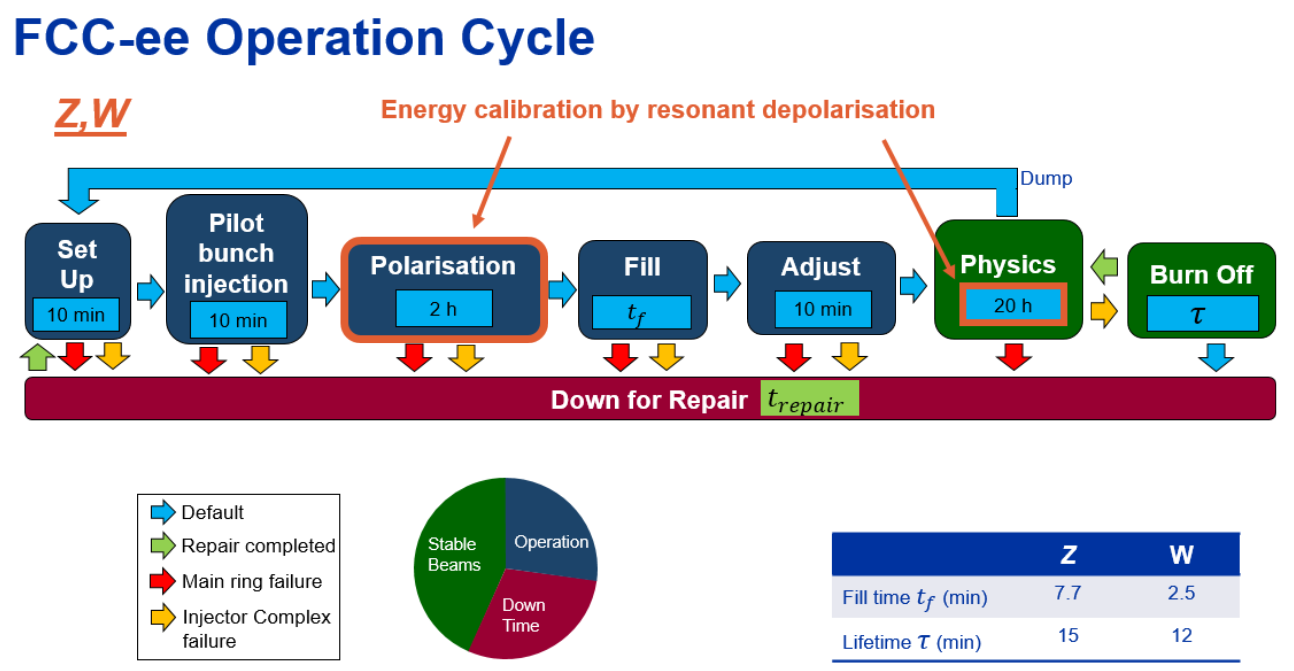 FCC-ee Operation Cycle
Z,W
Energy calibration by resonant depolarisation
Dump
Set
Up
10 min
Pilot
bunch
injection
10 min
Polarisation
2 h
Fill
t_f
Adjust
10 min
Physics
20 h
Burn Off
τ
Down for Repair t_repair
Default
Repair completed
Main ring failure
Injector Complex
failure
Stable
Beams
Operation
Down
Time
Z W
Fill time t_f (min) 7.7 2.5
Lifetime τ (min) 15 12